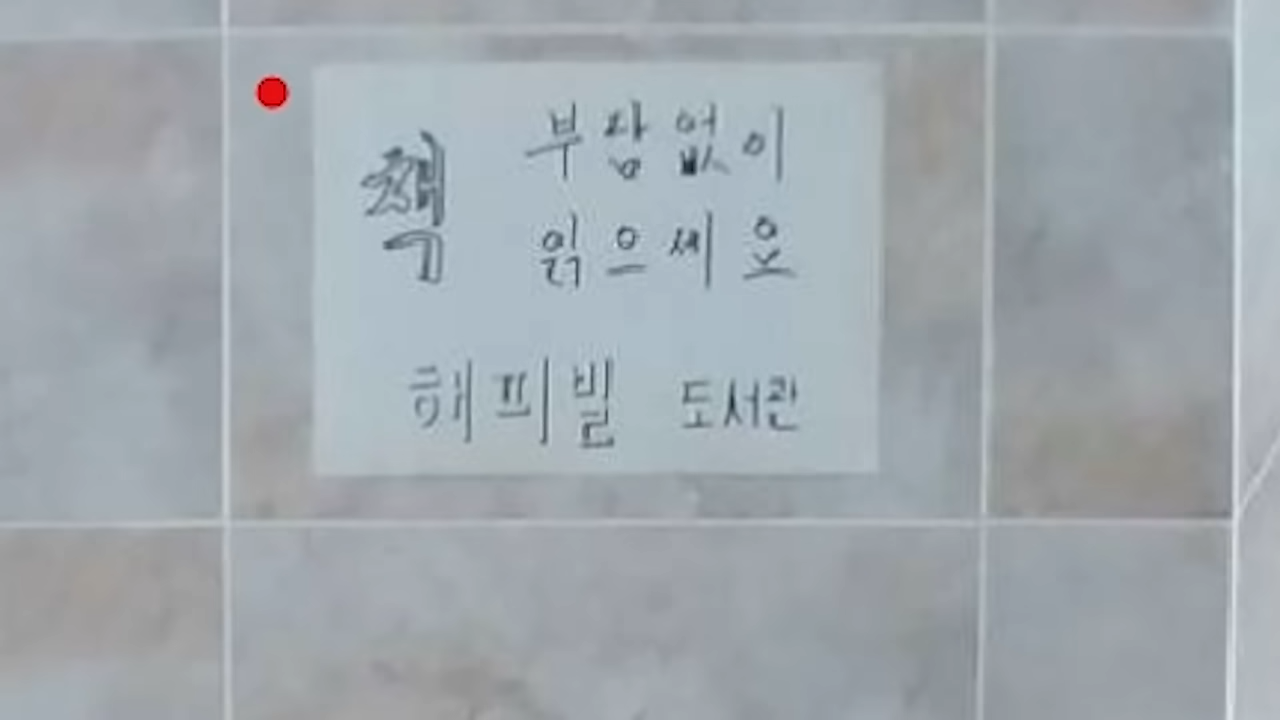 책 부담없이
읽으세요
해피빌 도서관